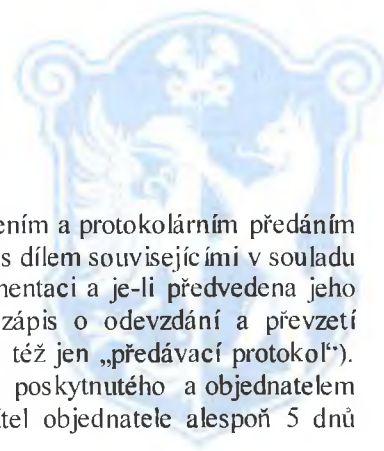 ením a protokolárním předáním
s dílem souvisejícími v souladu
nentaci a je-li předvedena jeho
zápis o odevzdání a převzetí
též jen „předávací protokol“).
poskytnutého a objednatelem
tel objednatele alespoň 5 dnů